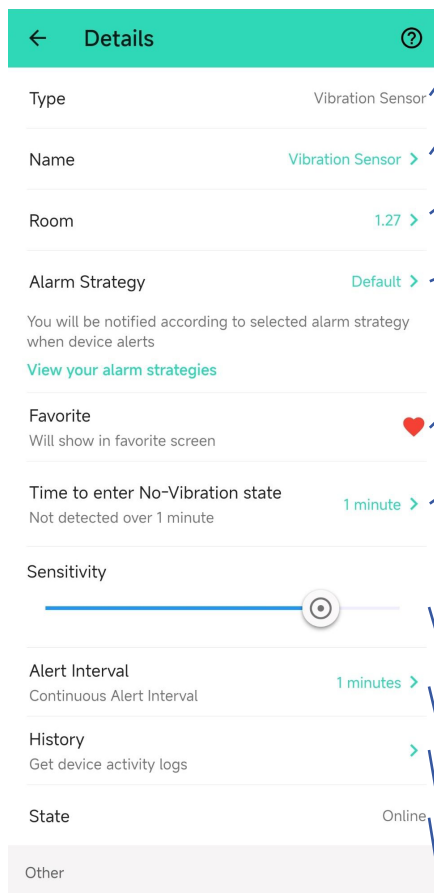 Details
Type Vibration Sensor
Name Vibration Sensor
Room 1.27
Alarm Strategy Default
You will be notified according to selected alarm strategy
when device alerts
View your alarm strategies
Favorite
Will show in favorite screen
Time to enter No-Vibration state 1 minute
Not detected over 1 minute
Sensitivity
Alert Interval 1 minutes
Continuous Alert Interval
History
Get device activity logs
State Online
Other